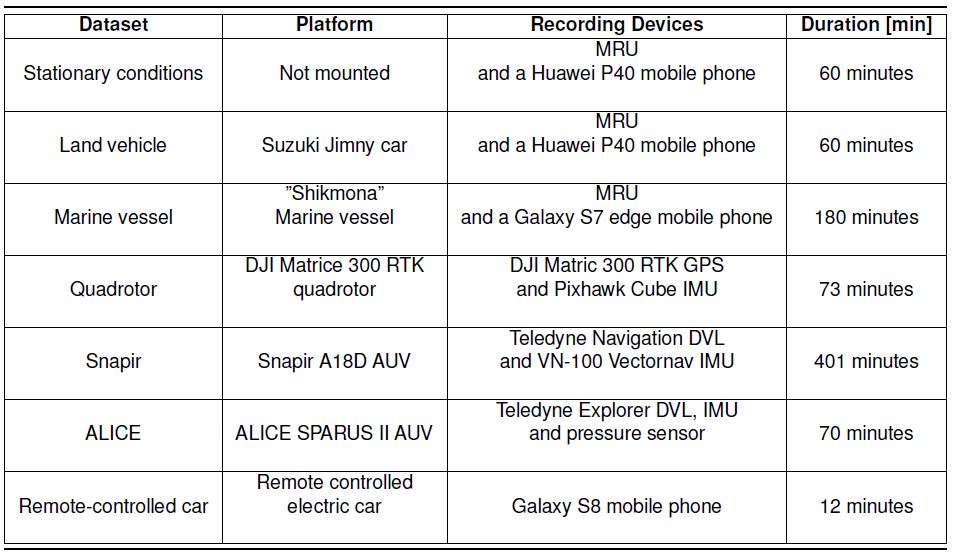 Dataset Platform Recording Devices Duration [min]
Stationary conditions Not mounted MRU
and a Huawei P40 mobile phone 60 minutes
Land vehicle Suzuki Jimny car MRU
and a Huawei P40 mobile phone 60 minutes
Marine vessel ”Shikmona”
Marine vessel MRU
and a Galaxy S7 edge mobile phone 180 minutes
Quadrotor DJI Matrice 300 RTK
quadrotor DJI Matric 300 RTK GPS
and Pixhawk Cube IMU 73 minutes
Snapir Snapir A18D AUV Teledyne Navigation DVL
and VN-100 Vectornav IMU 401 minutes
ALICE ALICE SPARUS II AUV Teledyne Explorer DVL, IMU
and pressure sensor 70 minutes
Remote-controlled car Remote controlled
electric car Galaxy S8 mobile phone 12 minutes